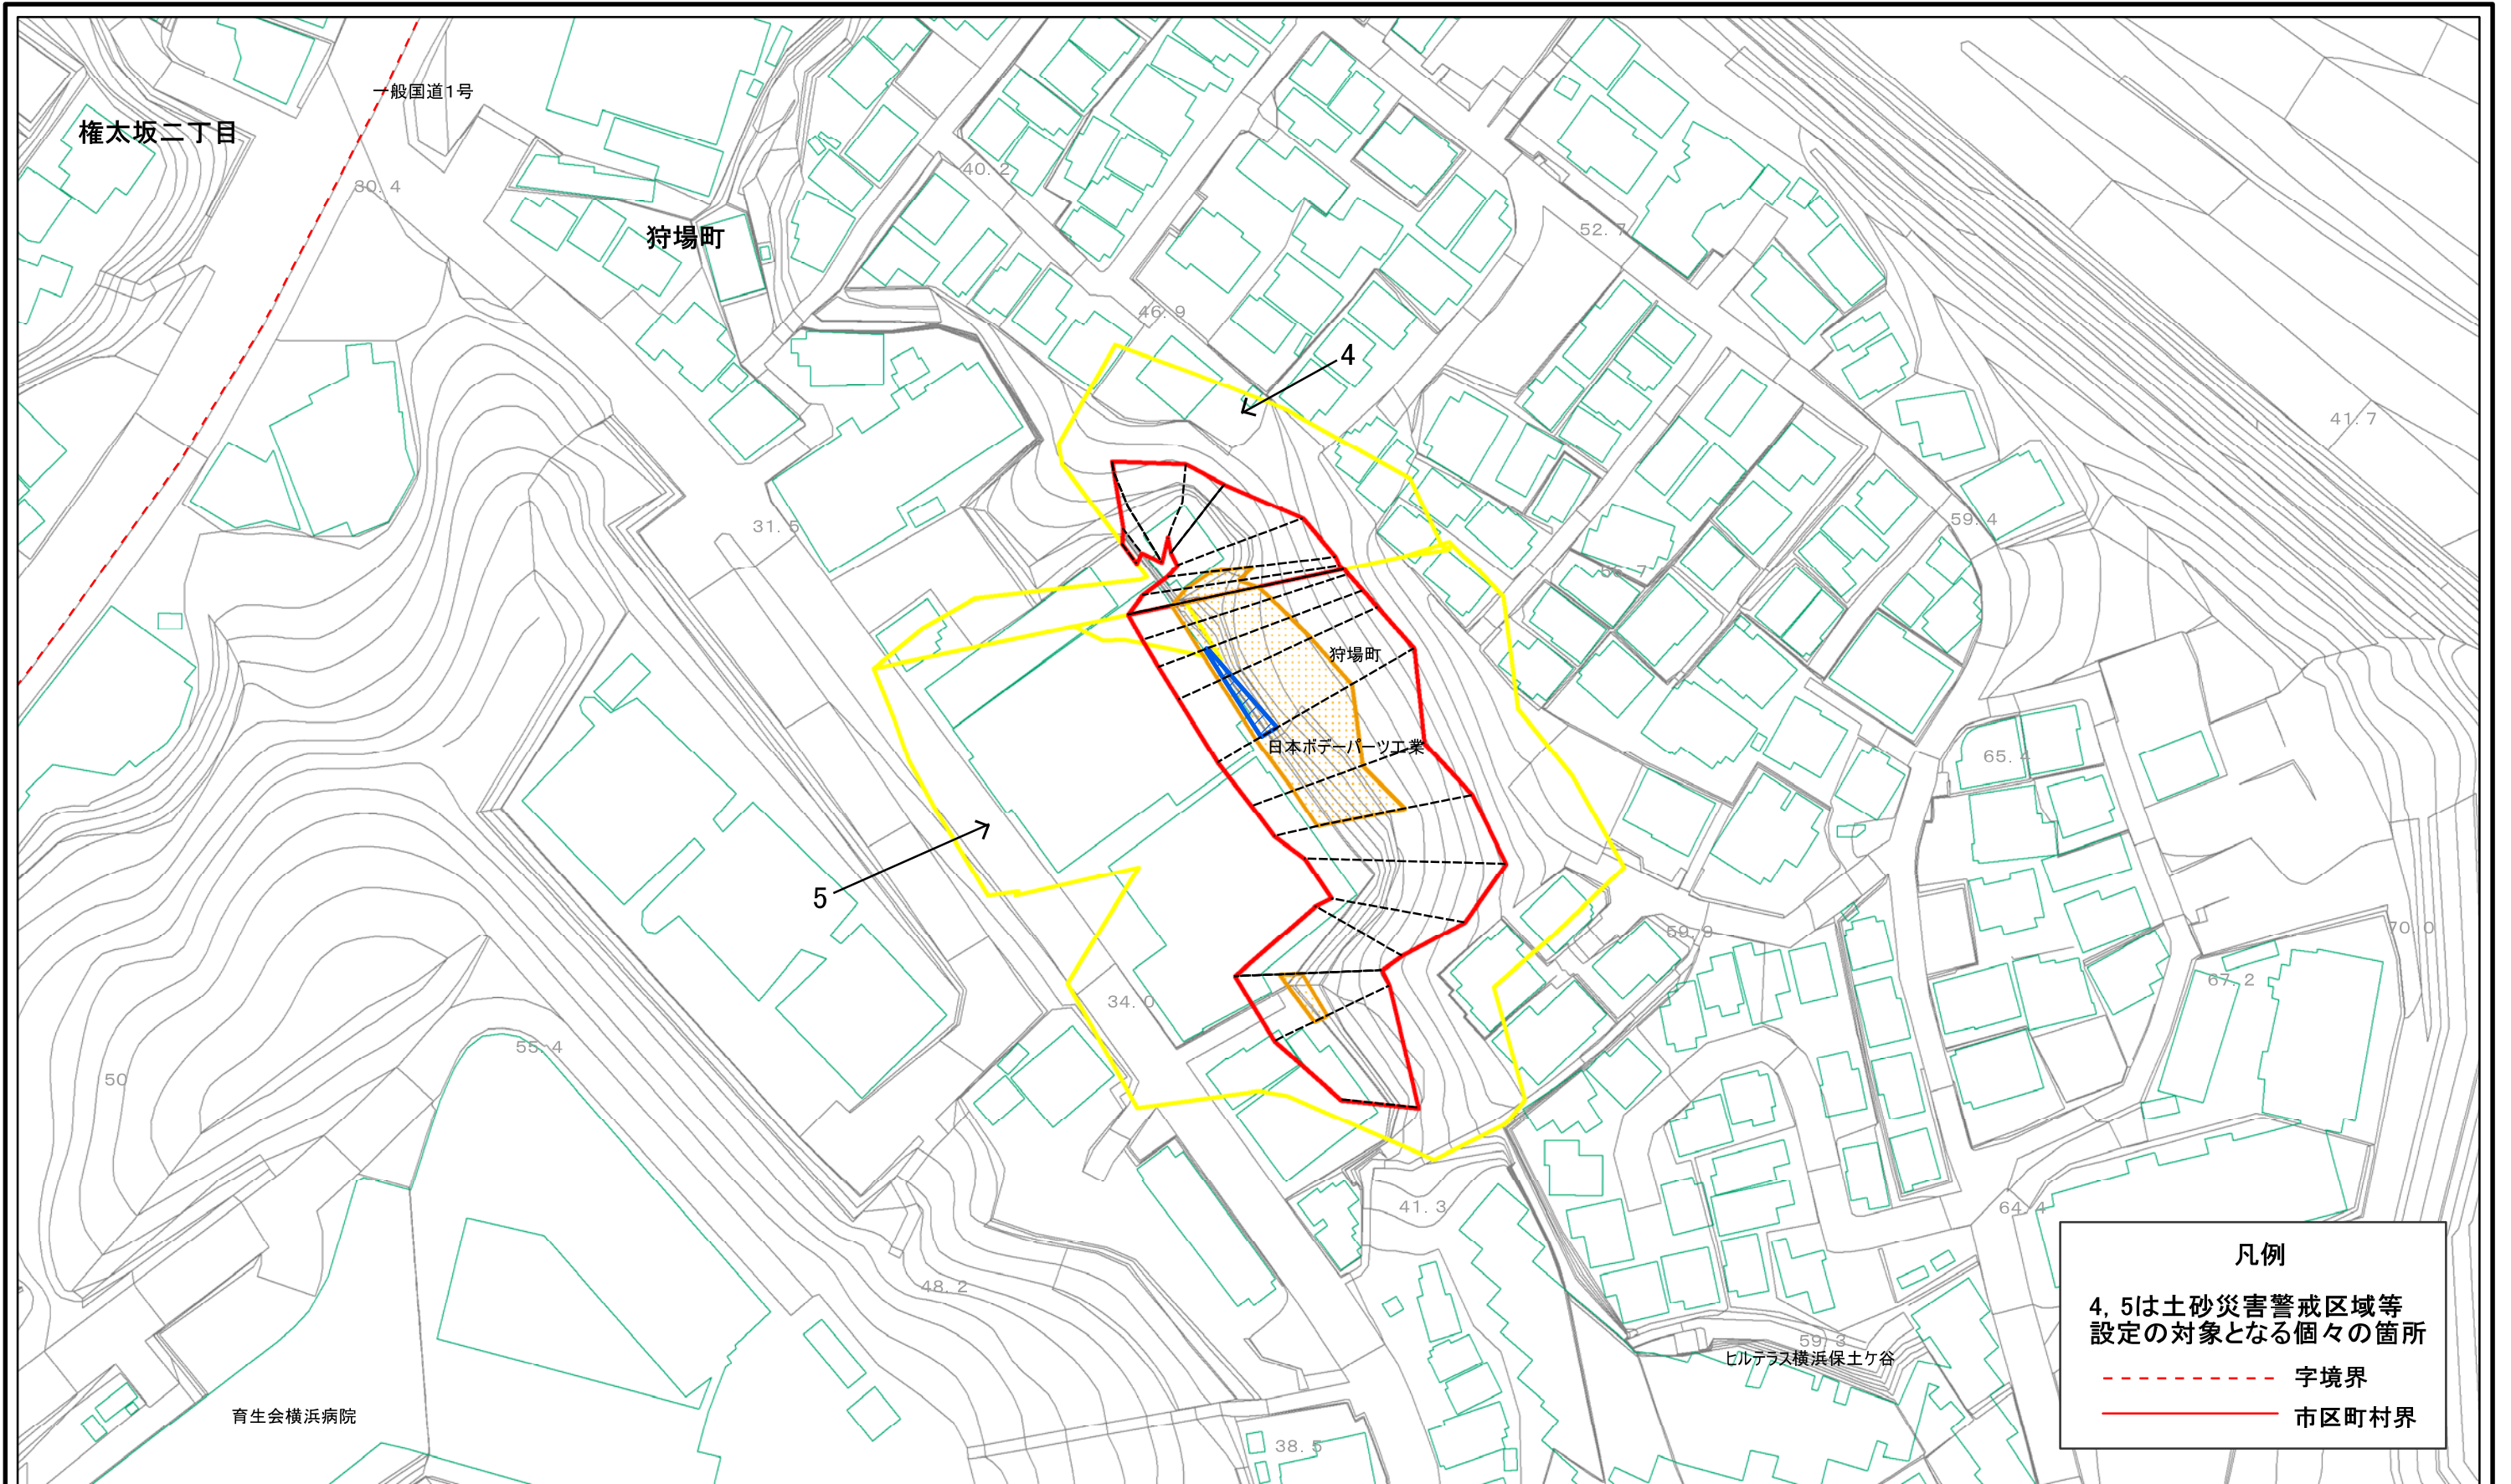 一般国道1号
権太坂二丁目
30.4
40.2
狩場町
52.7
46.9
4
41.7
31.5
59.4
狩場町
日本ボデーパーツ工業
65.4
5
59.9
70.0
67.2
34.0
55.4
50
41.3
64.4
48.2
59.3
ヒルテラス横浜保土ケ谷
育生会横浜病院
38.5
凡例
4, 5は土砂災害警戒区域等
設定の対象となる個々の箇所
字境界
市区町村界